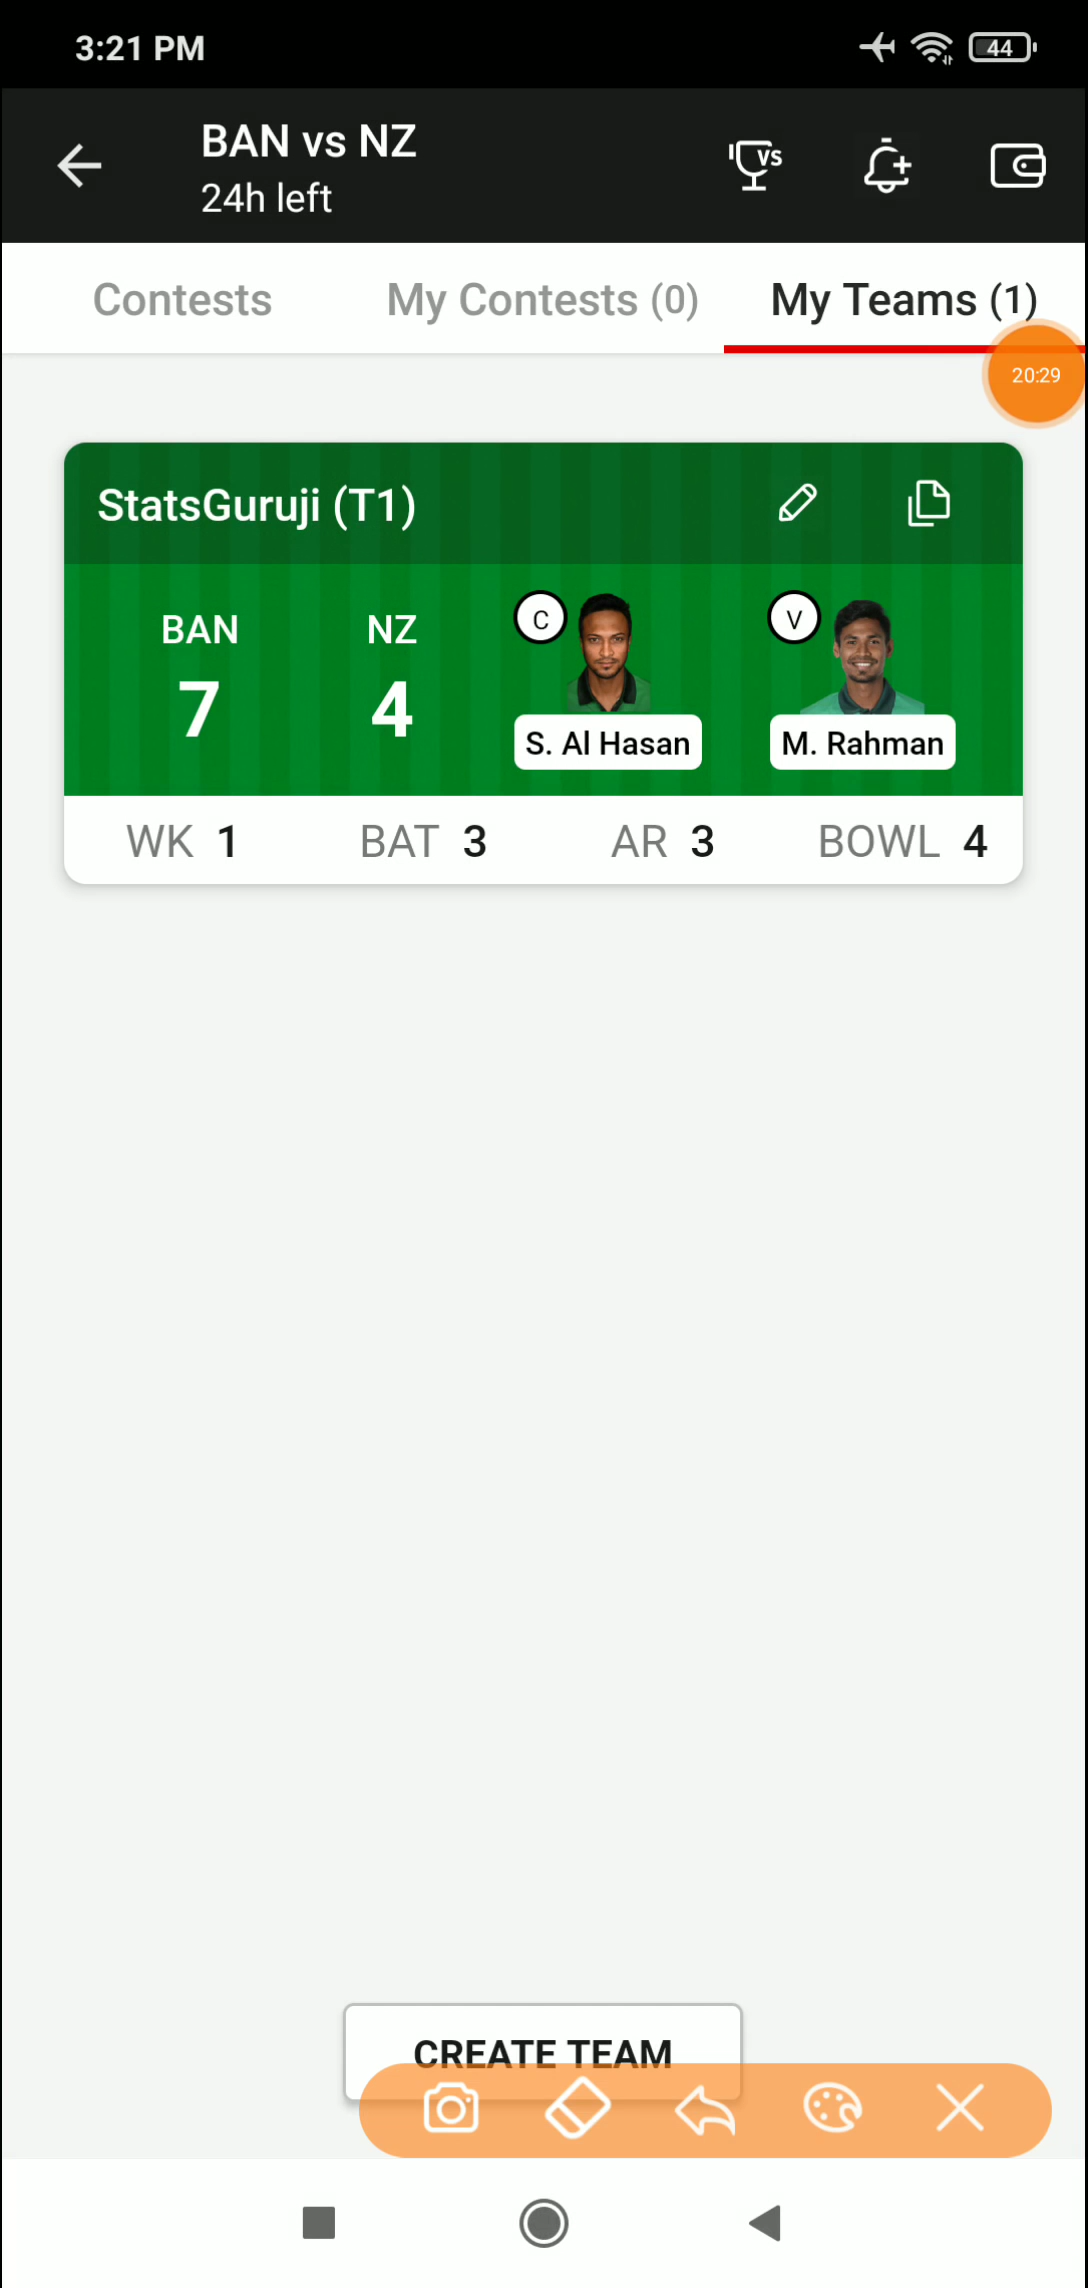 3:21 PM
44
BAN vs NZ
24h left
VS
Contests
My Contests (0)
My Teams (1)
20:29
StatsGuruji (T1)
BAN
NZ
C
V
7
4
S. Al Hasan
M. Rahman
WK 1
BAT 3
AR 3
BOWL 4
CREATE TEAM